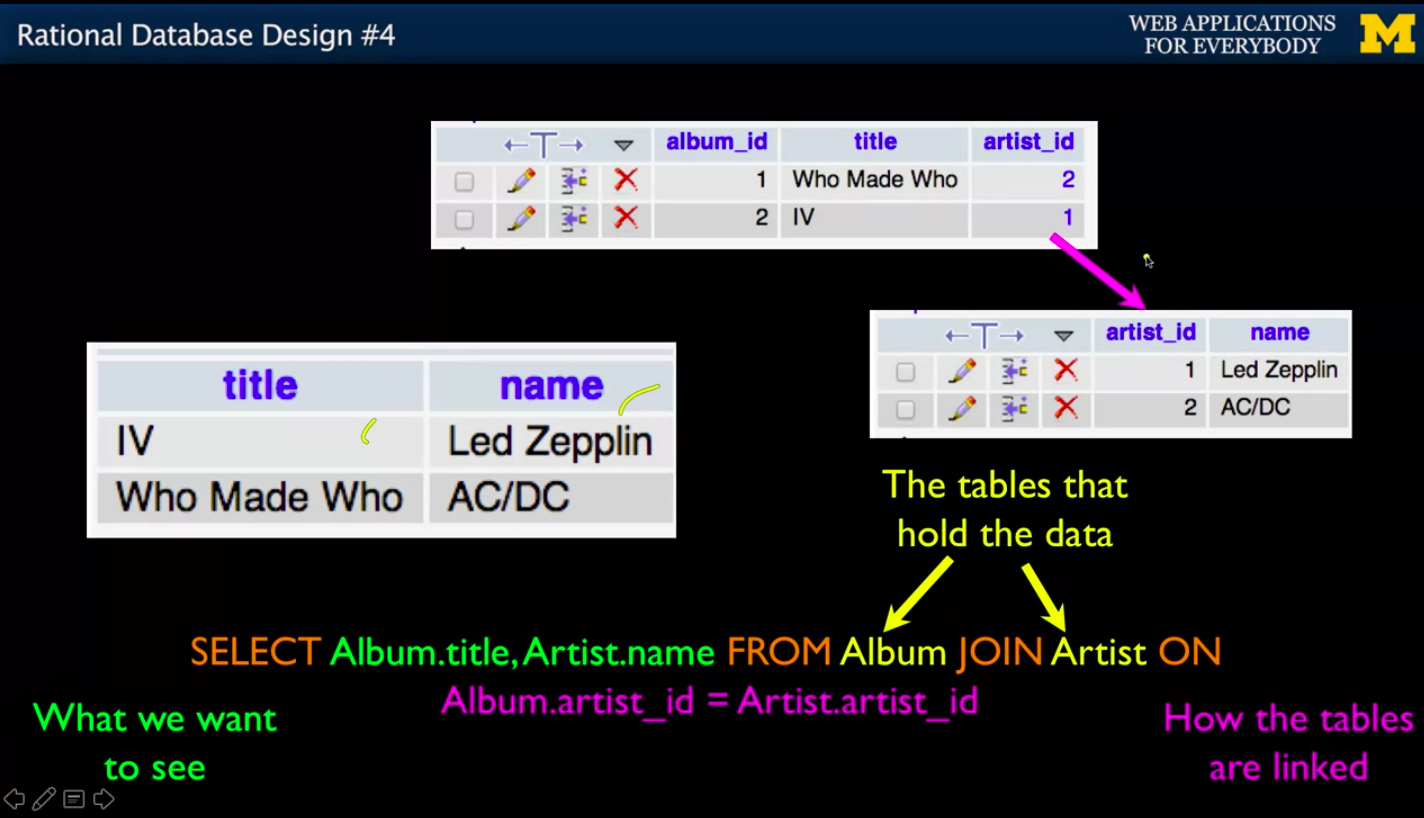 Rational Database Design #4
WEB APPLICATIONS
FOR EVERYBODY
M
←T→ album_id title artist_id
1 Who Made Who 2
2 IV 1
←T→ artist_id name
1 Led Zepplin
2 AC/DC
title name
IV Led Zepplin
Who Made Who AC/DC
The tables that
hold the data
SELECT Album.title, Artist.name FROM Album JOIN Artist ON
Album.artist_id = Artist.artist_id
What we want
to see
How the tables
are linked